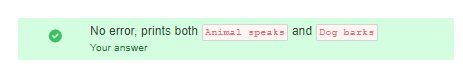 No error, prints both Animal speaks and Dog barks
Your answer